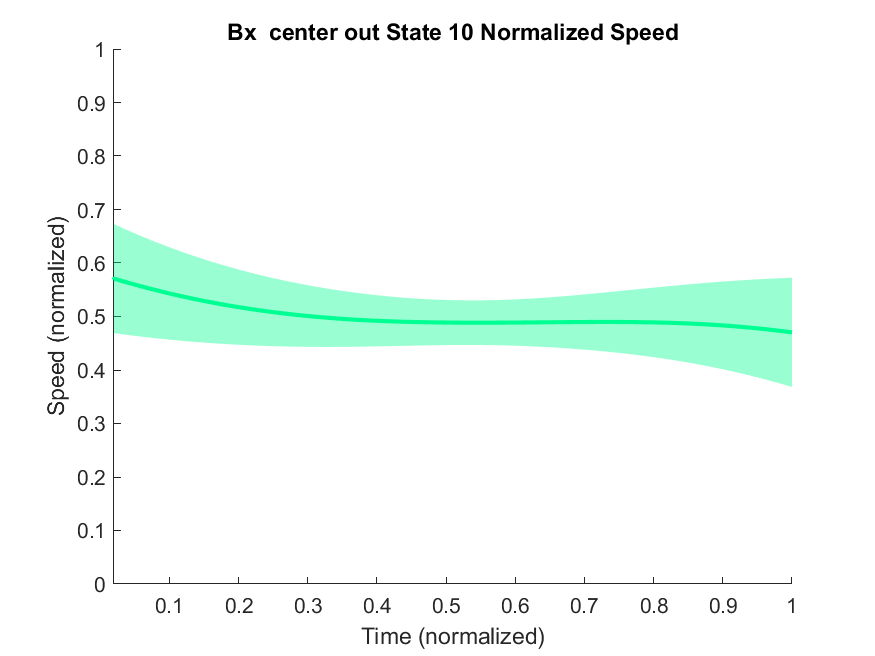 Bx  center out State 10 Normalized Speed
1
0.9
0.8
0.7
0.6
0.5
0.4
0.3
0.2
0.1
0
Speed (normalized)
0.1 0.2 0.3 0.4 0.5 0.6 0.7 0.8 0.9 1
Time (normalized)